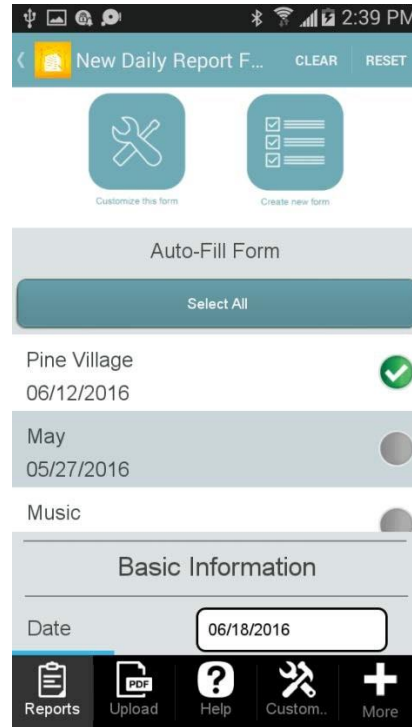 2:39 PM
New Daily Report F... CLEAR RESET
Customize this form Create new form
Auto-Fill Form
Select All
Pine Village
06/12/2016
May
05/27/2016
Music
Basic Information
Date 06/18/2016
PDF
Reports Upload Help Custom.. More